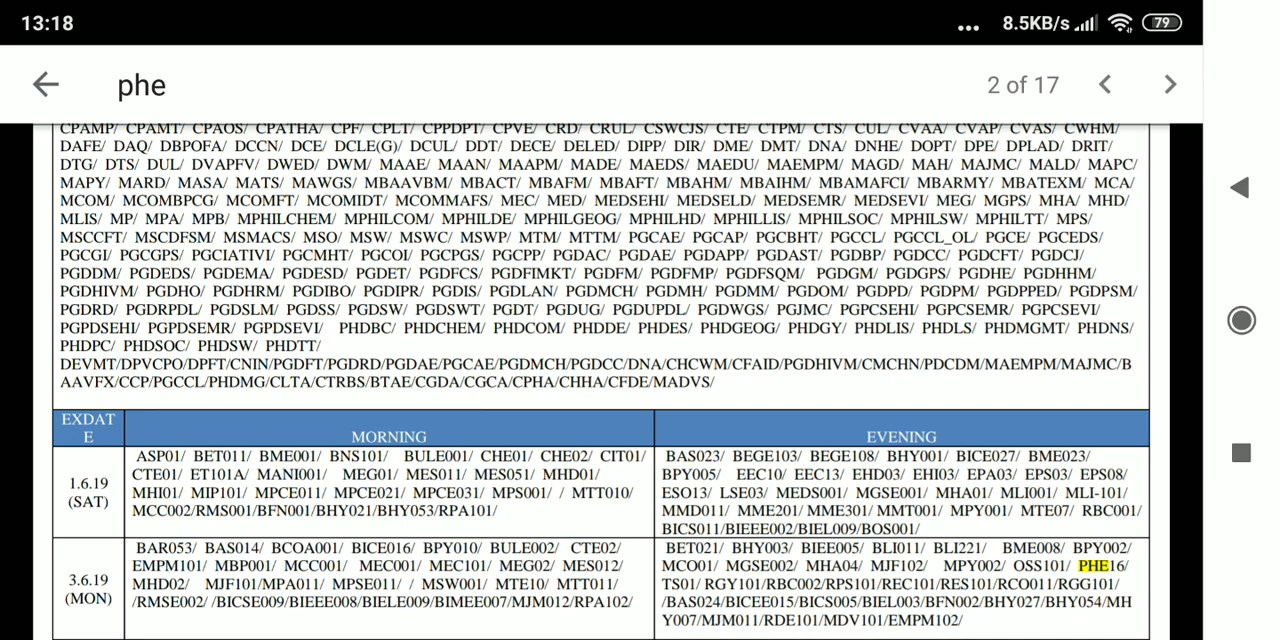 13:18
... 8.5KB/s 79
phe
2 of 17
CPAMP/ CPAMT/ CPAOS/ CPATHA/ CPF/ CPLT/ CPPDPT/ CPVE/ CRD/ CRUL/ CSWCJS/ CTE/ CTPM/ CTS/ CUL/ CVAA/ CVAP/ CVAS/ CWHM/
DAFE/ DAQ/ DBPOFA/ DCCN/ DCE/ DCLE(G)/ DCUL/ DDT/ DECE/ DELED/ DIPP/ DIR/ DME/ DMT/ DNA/ DNHE/ DOPT/ DPE/ DPLAD/ DRIT/
DTG/ DTS/ DUL/ DVAPFV/ DWED/ DWM/ MAAE/ MAAN/ MAAPM/ MADE/ MAEDS/ MAEDU/ MAEMPM/ MAGD/ MAH/ MAJMC/ MALD/ MAPC/
MAPY/ MARD/ MASA/ MATS/ MAWGS/ MBAAVBM/ MBACT/ MBAFM/ MBAFT/ MBAHM/ MBAIHM/ MBAMAFCI/ MBARMY/ MBATEXM/ MCA/
MCOM/ MCOMBPCG/ MCOMFT/ MCOMIDT/ MCOMMAFS/ MEC/ MED/ MEDSEHI/ MEDSELD/ MEDSEMR/ MEDSEVI/ MEG/ MGPS/ MHA/ MHD/
MLIS/ MP/ MPA/ MPB/ MPHILCHEM/ MPHILCOM/ MPHILDE/ MPHILGEOG/ MPHILHD/ MPHILLIS/ MPHILSOC/ MPHILSW/ MPHILTT/ MPS/
MSCCFT/ MSCDFSM/ MSMACS/ MSO/ MSW/ MSWC/ MSWP/ MTM/ MTTM/ PGCAE/ PGCAP/ PGCBHT/ PGCCL/ PGCCL_OL/ PGCE/ PGCEDS/
PGCGI/ PGCGPS/ PGCIATIVI/ PGCMHT/ PGCOI/ PGCPGS/ PGCPP/ PGDAC/ PGDAE/ PGDAPP/ PGDAST/ PGDBP/ PGDCC/ PGDCFT/ PGDCJ/
PGDDM/ PGDEDS/ PGDEMA/ PGDESD/ PGDET/ PGDFCS/ PGDFIMKT/ PGDFM/ PGDFMP/ PGDFSQM/ PGDGM/ PGDGPS/ PGDHE/ PGDHHM/
PGDHIVM/ PGDHO/ PGDHRM/ PGDIBO/ PGDIPR/ PGDIS/ PGDLAN/ PGDMCH/ PGDMH/ PGDMM/ PGDOM/ PGDPD/ PGDPM/ PGDPPED/ PGDPSM/
PGDRD/ PGDRPDL/ PGDSLM/ PGDSS/ PGDSW/ PGDSWT/ PGDT/ PGDUG/ PGDUPDL/ PGDWGS/ PGJMC/ PGPCSEHI/ PGPCSEMR/ PGPCSEVI/
PGPDSEHI/ PGPDSEMR/ PGPDSEVI/ PHDBC/ PHDCHEM/ PHDCOM/ PHDDE/ PHDES/ PHDGEOG/ PHDGY/ PHDLIS/ PHDLS/ PHDMGMT/ PHDNS/
PHDPC/ PHDSOC/ PHDSW/ PHDTT/
DEVMT/DPVCPO/DPFT/CNIN/PGDFT/PGDRD/PGDAE/PGCAE/PGDMCH/PGDCC/DNA/CHCWM/CFAID/PGDHIVM/CMCHN/PDCDM/MAEMPM/MAJMC/B
AAVFX/CCP/PGCCL/PHDMG/CLTA/CTRBS/BTAE/CGDA/CGCA/CPHA/CHHA/CFDE/MADVS/
EXDAT
E
MORNING
EVENING
1.6.19
(SAT)
ASP01/ BET011/ BME001/ BNS101/ BULE001/ CHE01/ CHE02/ CIT01/
CTE01/ ET101A/ MANI001/ MEG01/ MES011/ MES051/ MHD01/
MHI01/ MIP101/ MPCE011/ MPCE021/ MPCE031/ MPS001/ / MTT010/
MCC002/RMS001/BFN001/BHY021/BHY053/RPA101/
BAS023/ BEGE103/ BEGE108/ BHY001/ BICE027/ BME023/
BPY005/ EEC10/ EEC13/ EHD03/ EHI03/ EPA03/ EPS03/ EPS08/
ESO13/ LSE03/ MEDS001/ MGSE001/ MHA01/ MLI001/ MLI-101/
MMD011/ MME201/ MME301/ MMT001/ MPY001/ MTE07/ RBC001/
BICS011/BIEEE002/BIEL009/BOS001/
3.6.19
(MON)
BAR053/ BAS014/ BCOA001/ BICE016/ BPY010/ BULE002/ CTE02/
EMPM101/ MBP001/ MCC001/ MEC001/ MEC101/ MEG02/ MES012/
MHD02/ MJF101/MPA011/ MPSE011/ / MSW001/ MTE10/ MTT011/
/RMSE002/ /BICSE009/BIEEE008/BIELE009/BIMEE007/MJM012/RPA102/
BET021/ BHY003/ BIEE005/ BLI011/ BLI221/ BME008/ BPY002/
MCO01/ MGSE002/ MHA04/ MJF102/ MPY002/ OSS101/ PHE16/
TS01/ RGY101/RBC002/RPS101/REC101/RES101/RCO011/RGG101/
/BAS024/BICEE015/BICS005/BIEL003/BFN002/BHY027/BHY054/MH
Y007/MJM011/RDE101/MDV101/EMPM102/